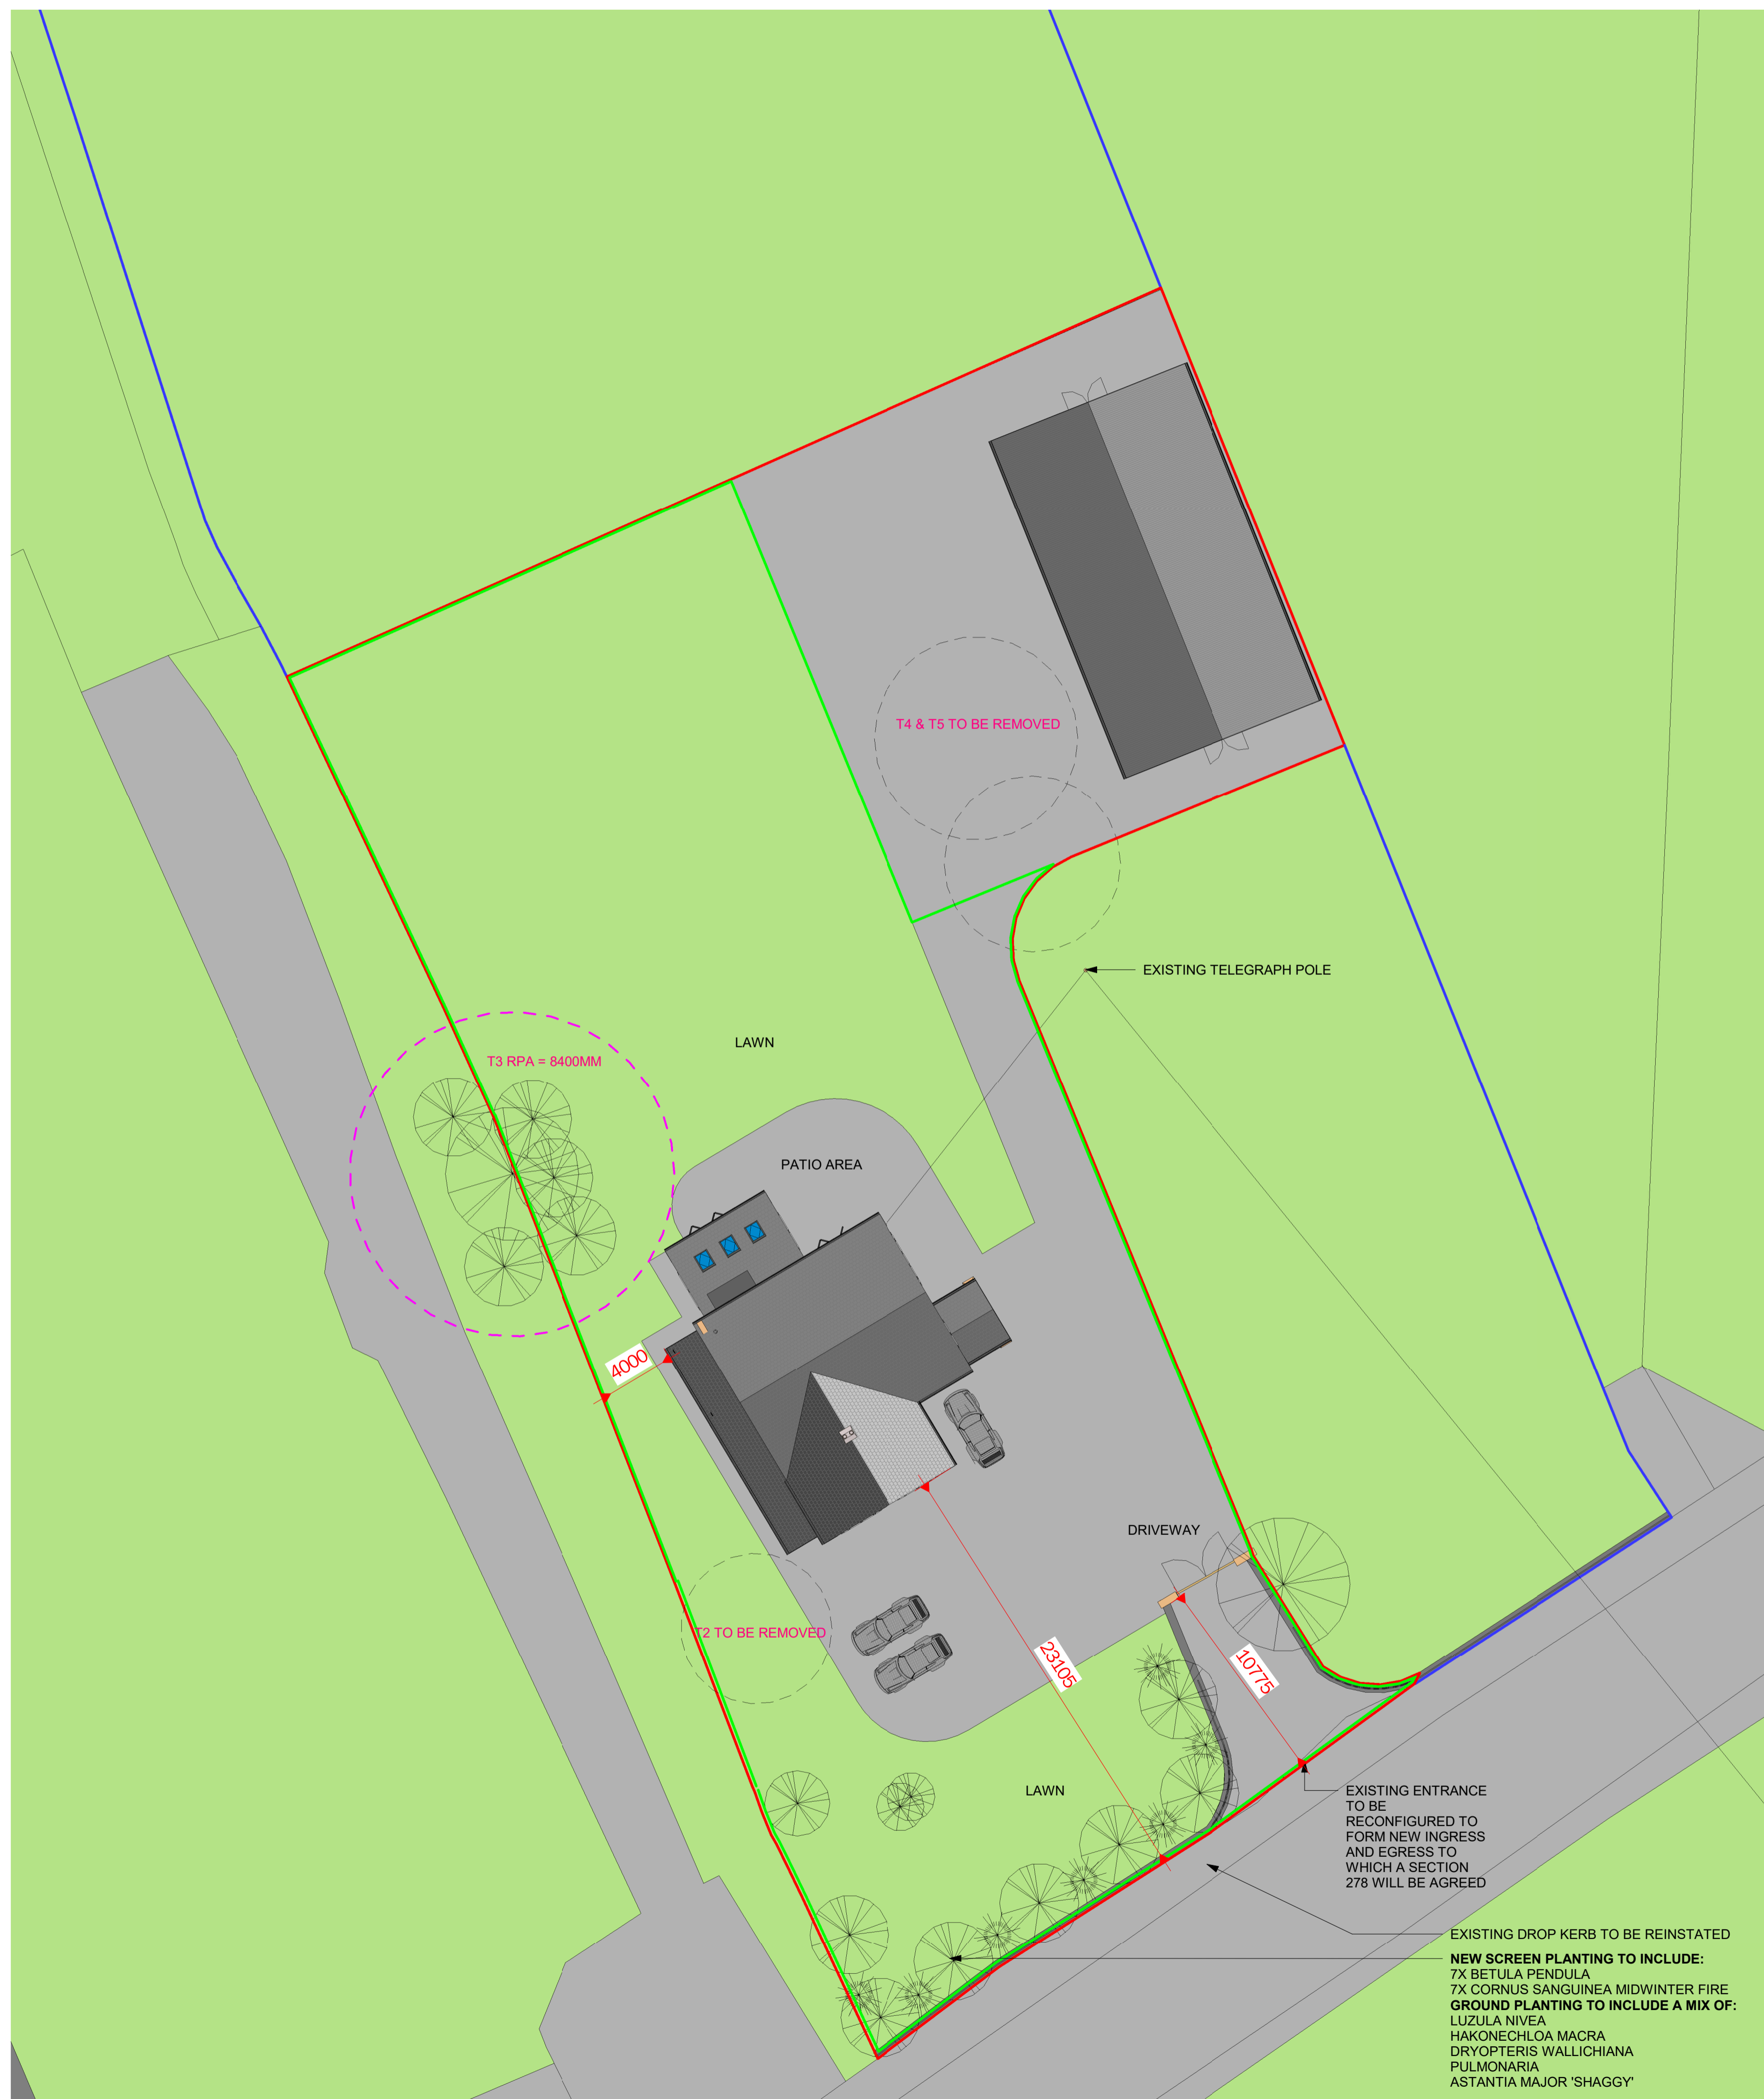 T4 & T5 TO BE REMOVED
EXISTING TELEGRAPH POLE
LAWN
T3 RPA = 8400MM
PATIO AREA
4000
DRIVEWAY
T2 TO BE REMOVED
23105
10775
LAWN
EXISTING ENTRANCE
TO BE
RECONFIGURED TO
FORM NEW INGRESS
AND EGRESS TO
WHICH A SECTION
278 WILL BE AGREED
EXISTING DROP KERB TO BE REINSTATED
NEW SCREEN PLANTING TO INCLUDE:
7X BETULA PENDULA
7X CORNUS SANGUINEA MIDWINTER FIRE
GROUND PLANTING TO INCLUDE A MIX OF:
LUZULA NIVEA
HAKONECHLOA MACRA
DRYOPTERIS WALLICHIANA
PULMONARIA
ASTANTIA MAJOR 'SHAGGY'